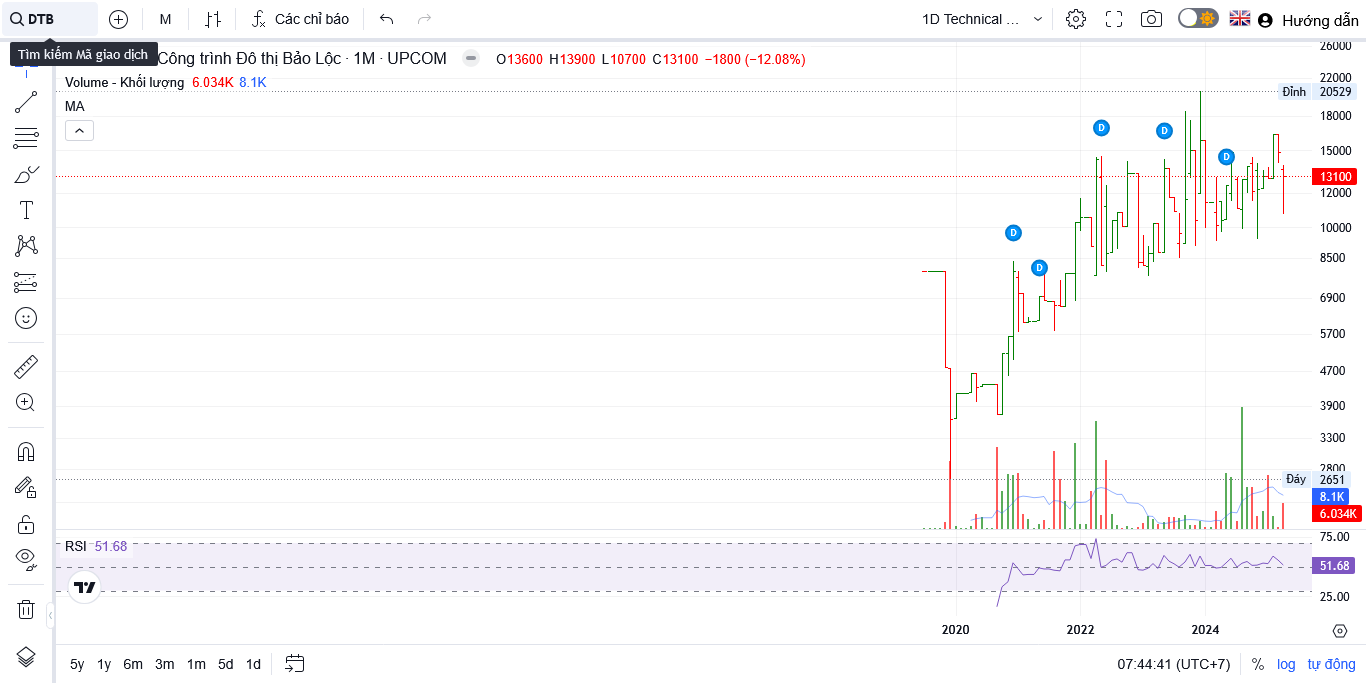 DTB
M
Các chỉ báo
1D Technical ...
Hướng dẫn
Tìm kiếm Mã giao dịch
Công trình Đô thị Bảo Lộc · 1M · UPCOM
O13600 H13900 L10700 C13100 −1800 (−12.08%)
Volume - Khối lượng 6.034K 8.1K
MA
26000
22000
Đỉnh 20529
18000
15000
13100
12000
10000
8500
6900
5700
4700
3900
3300
2800
Đáy 2651
8.1K
6.034K
D
D
D
D
D
RSI 51.68
75.00
51.68
25.00
2020 2022 2024
5y 1y 6m 3m 1m 5d 1d
07:44:41 (UTC+7) % log tự động